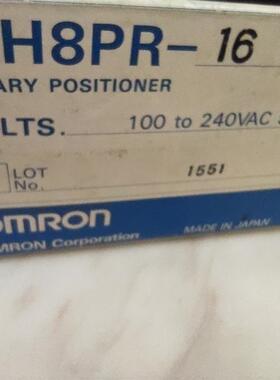 H8PR-16
ARY POSITIONER
LTS. 100 to 240VAC
LOT No. 1551
OMRON
MRON Corporation MADE IN JAPAN